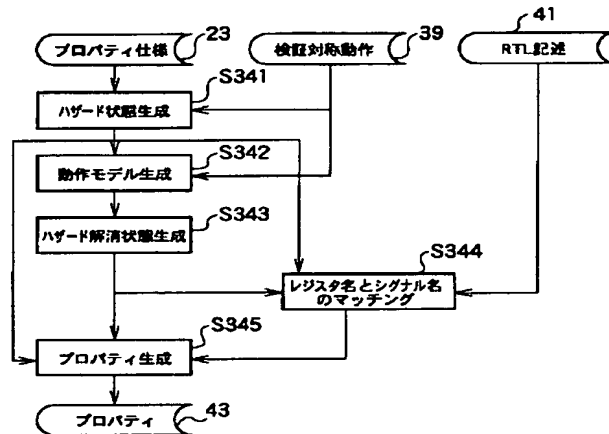 プロパティ仕様
23
検証対称動作
39
41
RTL記述
S341
ハザード状態生成
S342
動作モデル生成
S343
ハザード解消状態生成
S344
レジスタ名とシグナル名
のマッチング
S345
プロパティ生成
プロパティ
43